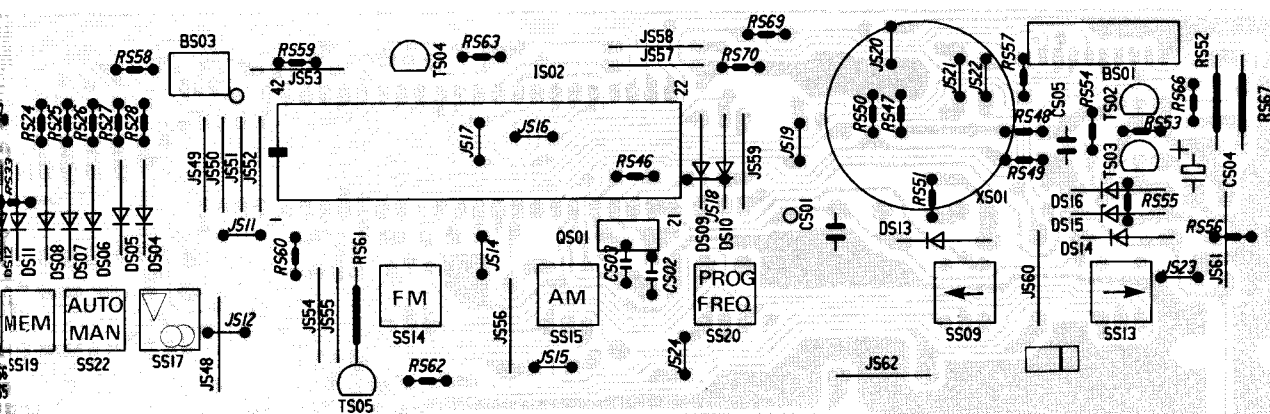 RS69
BS03
RS63
JS58
RS58
RS59
TS04
JS57
RS70
JS20
RS57
RS52
JS53
42
IS02
22
JS21
JS22
BS01
RS54
CS05
TS02
RS66
RS67
RS24
RS25
RS26
RS27
RS28
JS17
JS16
JS19
RS50
RS47
RS48
RS53
JS49
JS50
JS51
JS52
JS59
RS46
RS49
TS03
+
CS04
RS33
JS18
RS51
XS01
DS16
RS55
1
21
CS01
DS15
DS12
DS11
DS08
DS07
DS06
DS05
DS04
JS11
RS60
RS61
JS14
QS01
CS03
CS02
DS09
DS10
DS13
DS14
RS56
JS61
JS23
MEM
AUTO
MAN
JS12
JS54
JS55
FM
JS56
AM
PROG
FREQ
JS60
SS19
SS22
SS17
JS48
SS14
SS15
SS20
SS09
SS13
JS24
RS62
JS15
JS62
TS05